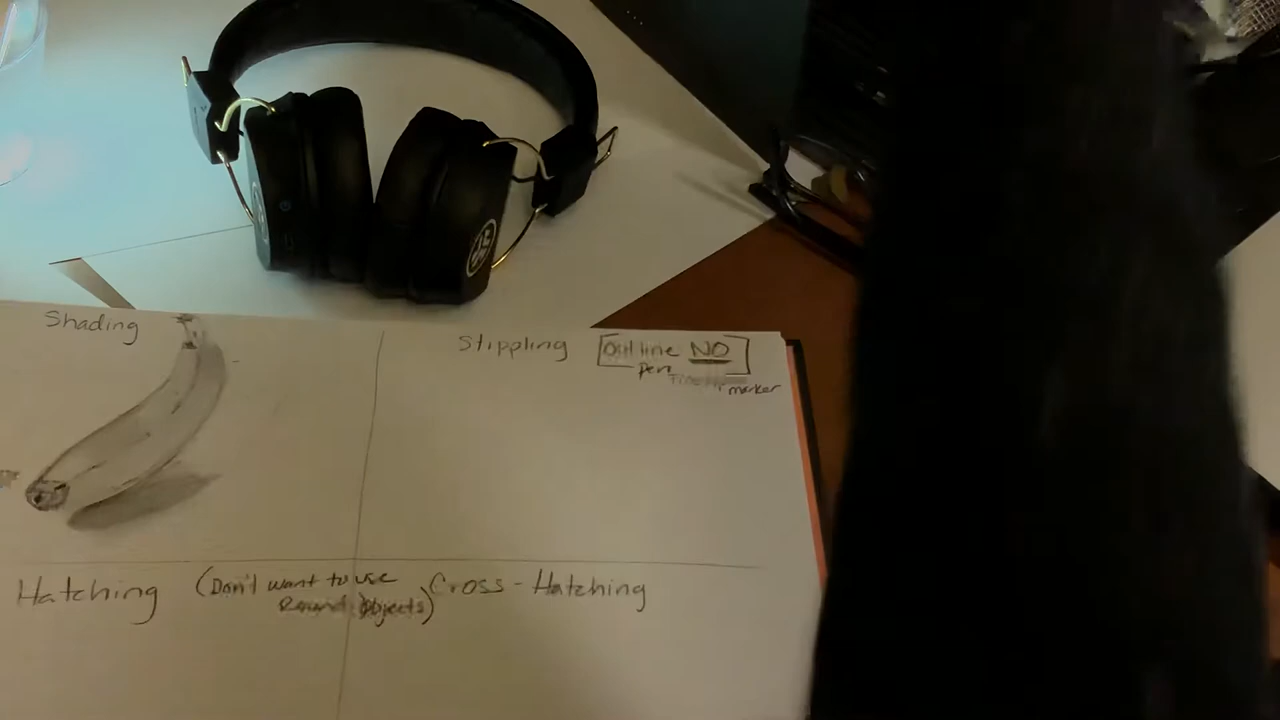 Shading
Stippling
Outline NO
pen
marker
Hatching
(Don't want to use
Round Objects)
Cross-Hatching